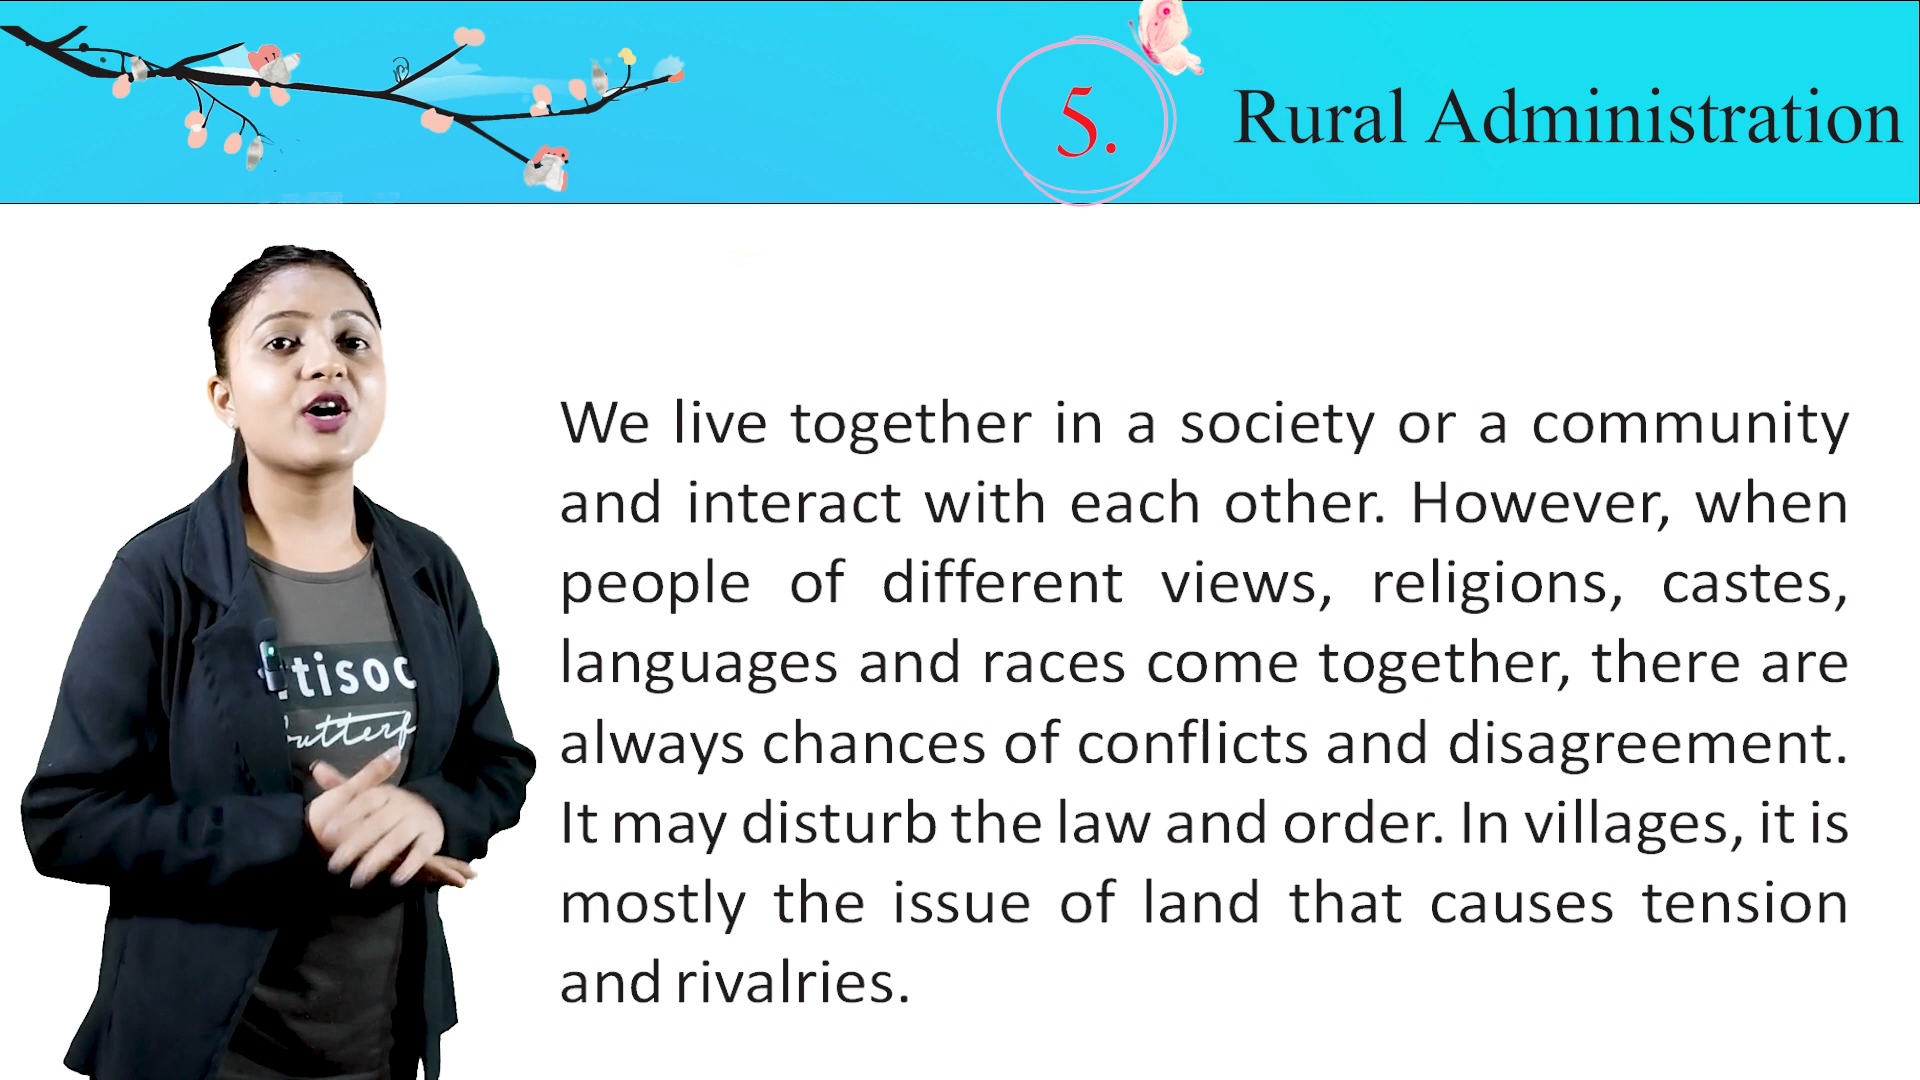 5.
Rural Administration
We live together in a society or a community
and interact with each other. However, when
people of different views, religions, castes,
languages and races come together, there are
always chances of conflicts and disagreement.
It may disturb the law and order. In villages, it is
mostly the issue of land that causes tension
and rivalries.